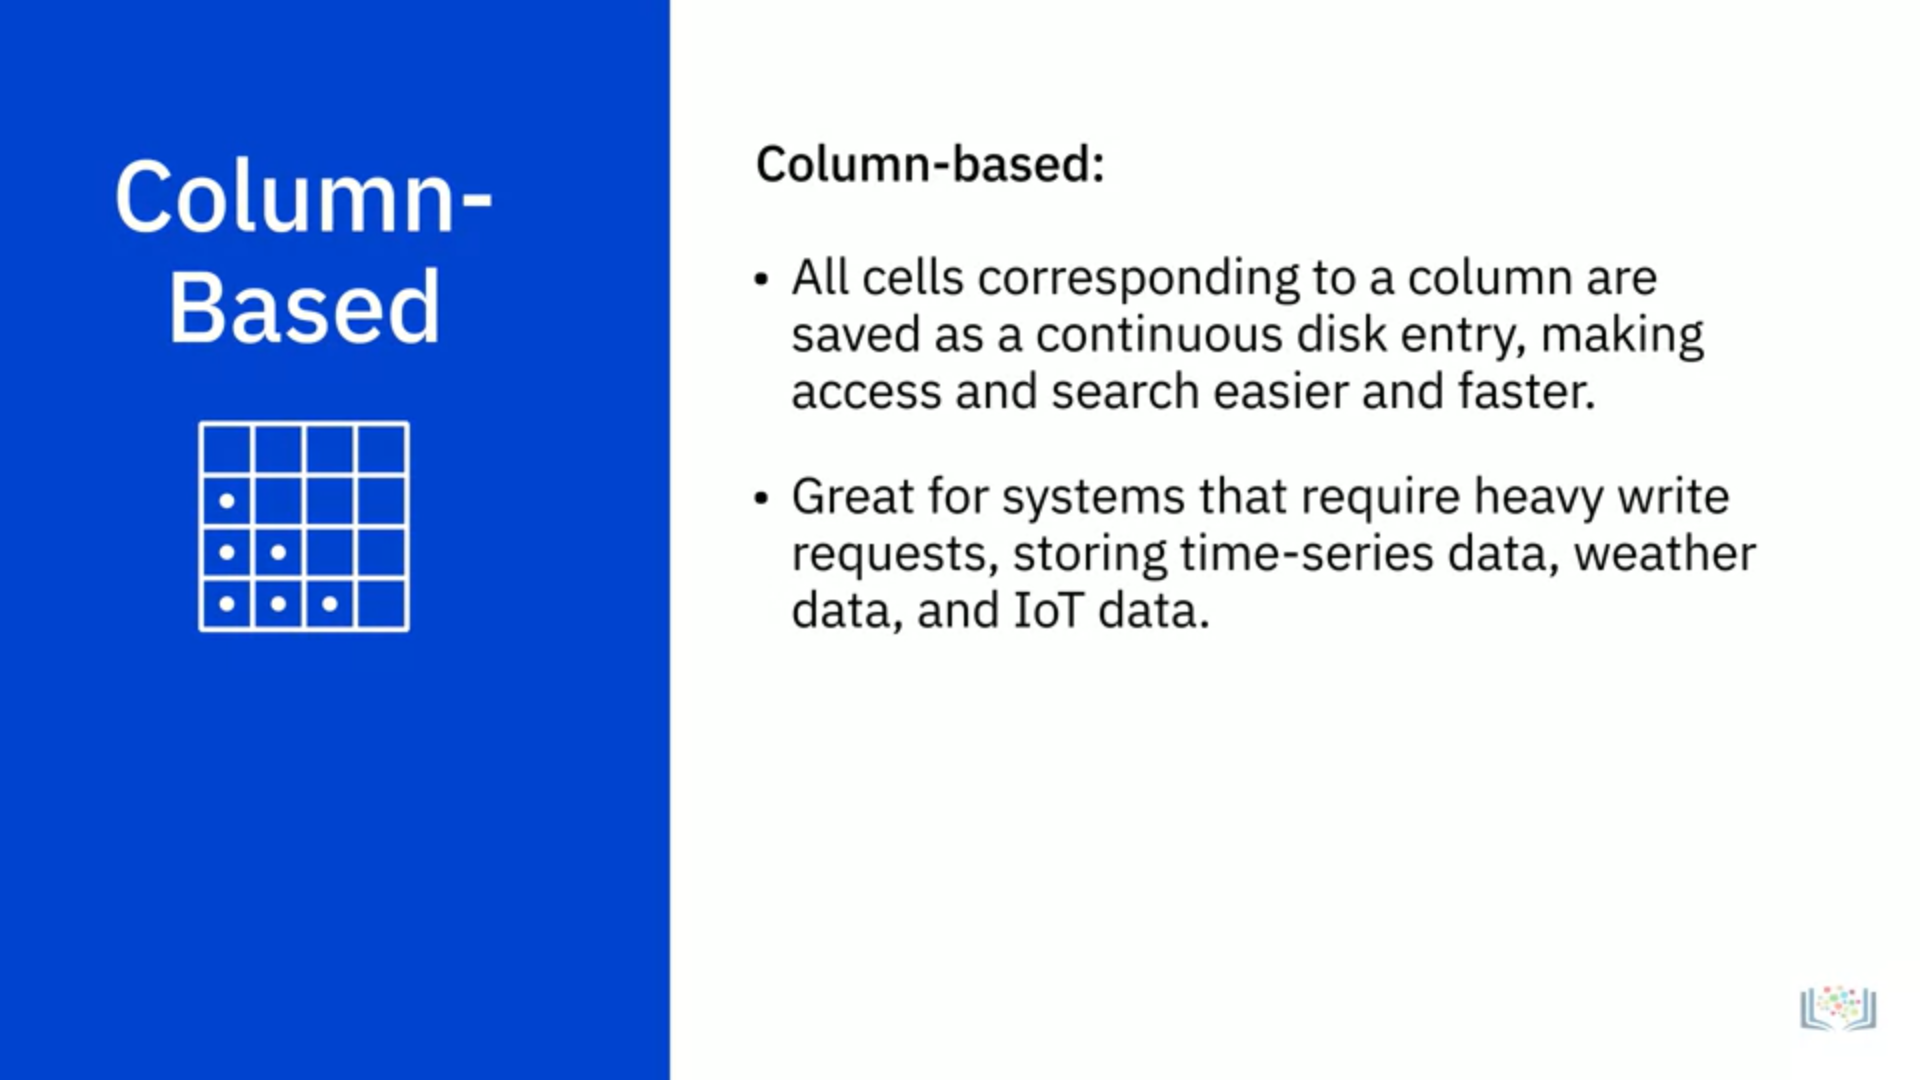 Column-
Based
Column-based:
• All cells corresponding to a column are
saved as a continuous disk entry, making
access and search easier and faster.
• Great for systems that require heavy write
requests, storing time-series data, weather
data, and IoT data.